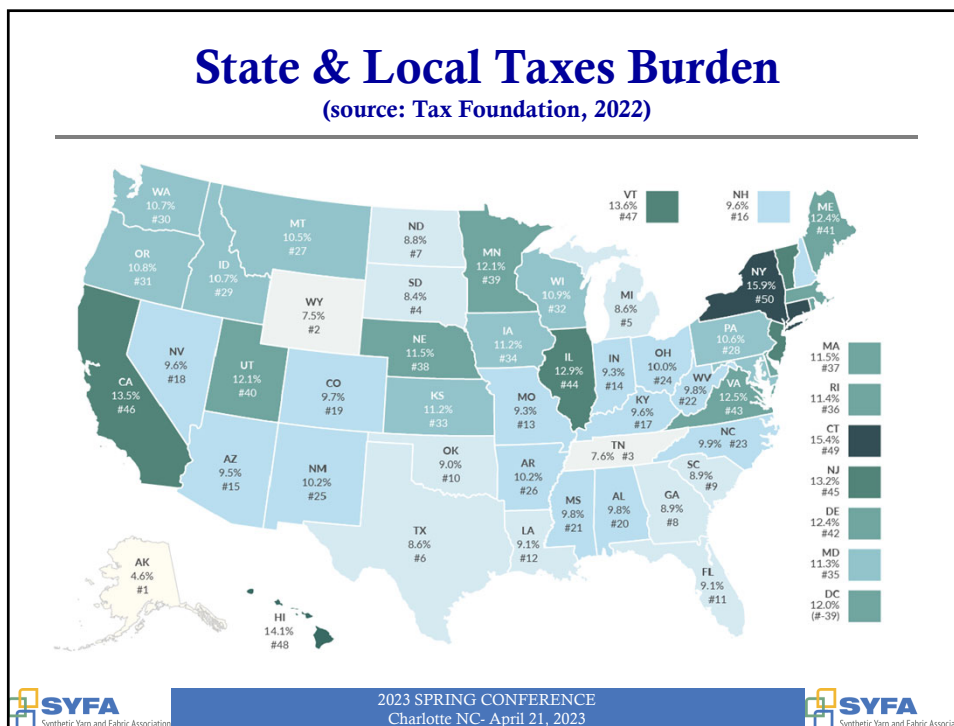 State & Local Taxes Burden
(source: Tax Foundation, 2022)
WA
10.7%
#30
OR
10.8%
#31
CA
13.5%
#46
NV
9.6%
#18
ID
10.7%
#29
MT
10.5%
#27
WY
7.5%
#2
UT
12.1%
#40
AZ
9.5%
#15
CO
9.7%
#19
NM
10.2%
#25
ND
8.8%
#7
SD
8.4%
#4
NE
11.5%
#38
KS
11.2%
#33
OK
9.0%
#10
TX
8.6%
#6
MN
12.1%
#39
IA
11.2%
#34
MO
9.3%
#13
AR
10.2%
#26
LA
9.1%
#12
WI
10.9%
#32
IL
12.9%
#44
MS
9.8%
#21
MI
8.6%
#5
IN
9.3%
#14
KY
9.6%
#17
TN
7.6% #3
AL
9.8%
#20
OH
10.0%
#24
WV
9.8%
#22
VA
12.5%
#43
NC
9.9% #23
SC
8.9%
#9
GA
8.9%
#8
FL
9.1%
#11
PA
10.6%
#28
NY
15.9%
#50
VT
13.6%
#47
NH
9.6%
#16
ME
12.4%
#41
MA
11.5%
#37
RI
11.4%
#36
CT
15.4%
#49
NJ
13.2%
#45
DE
12.4%
#42
MD
11.3%
#35
DC
12.0%
(#-39)
AK
4.6%
#1
HI
14.1%
#48
SYFA
Synthetic Yarn and Fabric Association
2023 SPRING CONFERENCE
Charlotte NC- April 21, 2023
SYFA
Synthetic Yarn and Fabric Associat